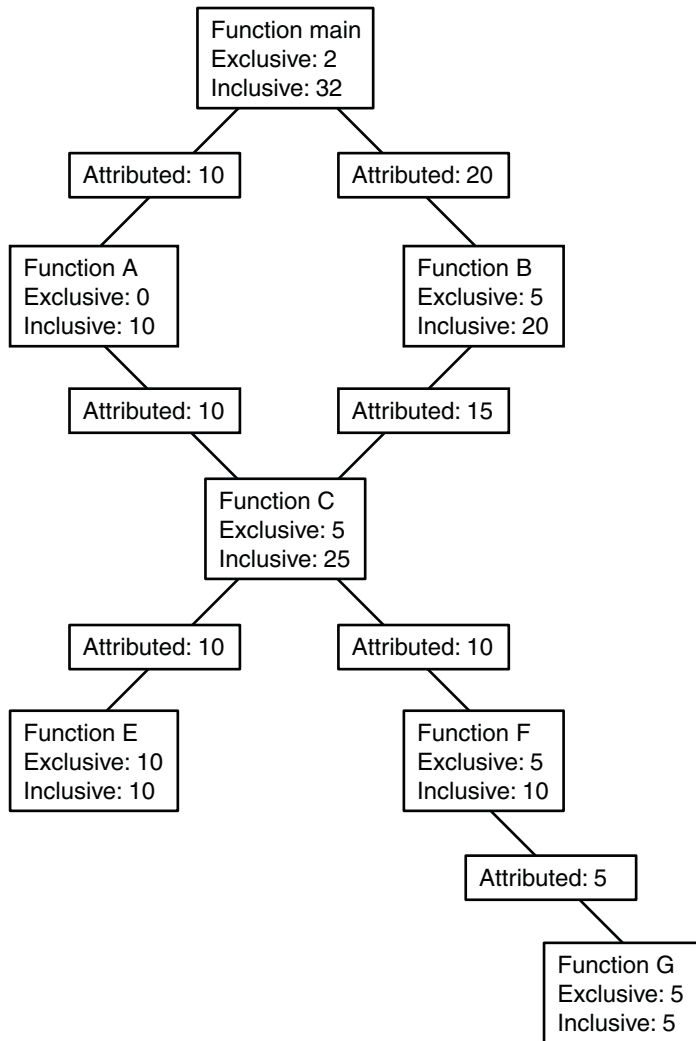 Function main
Exclusive: 2
Inclusive: 32
Attributed: 10
Attributed: 20
Function A
Exclusive: 0
Inclusive: 10
Function B
Exclusive: 5
Inclusive: 20
Attributed: 10
Attributed: 15
Function C
Exclusive: 5
Inclusive: 25
Attributed: 10
Attributed: 10
Function E
Exclusive: 10
Inclusive: 10
Function F
Exclusive: 5
Inclusive: 10
Attributed: 5
Function G
Exclusive: 5
Inclusive: 5